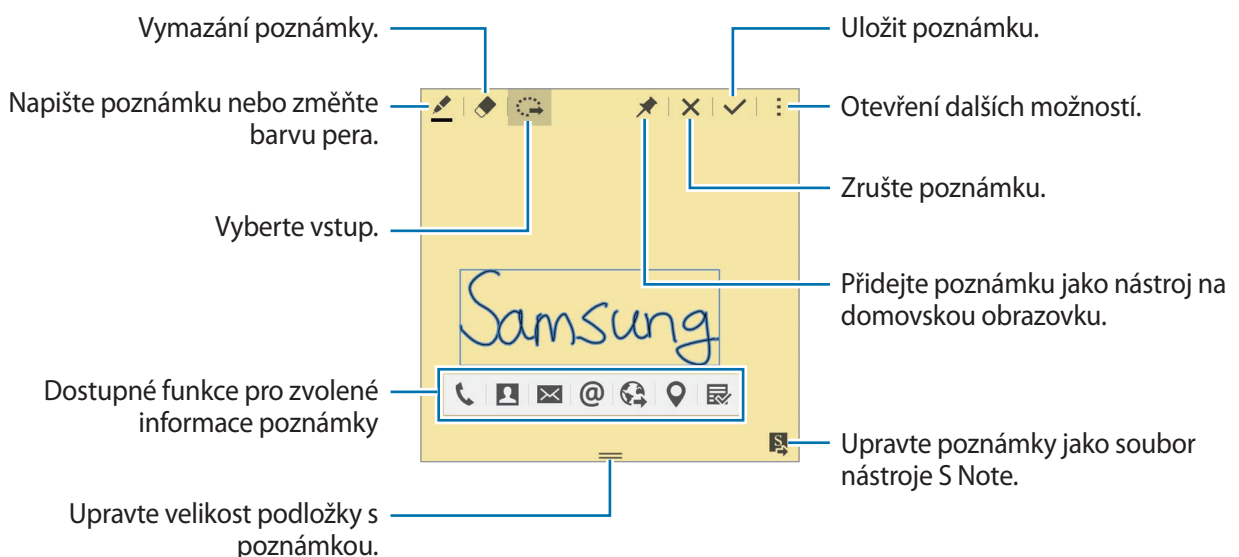 Vymazání poznámky.
Uložit poznámku.
Napište poznámku nebo změňte
barvu pera.
Otevření dalších možností.
Zrušte poznámku.
Vyberte vstup.
Přidejte poznámku jako nástroj na
domovskou obrazovku.
Samsung
Dostupné funkce pro zvolené
informace poznámky
@
S
Upravte poznámky jako soubor
nástroje S Note.
Upravte velikost podložky s
poznámkou.